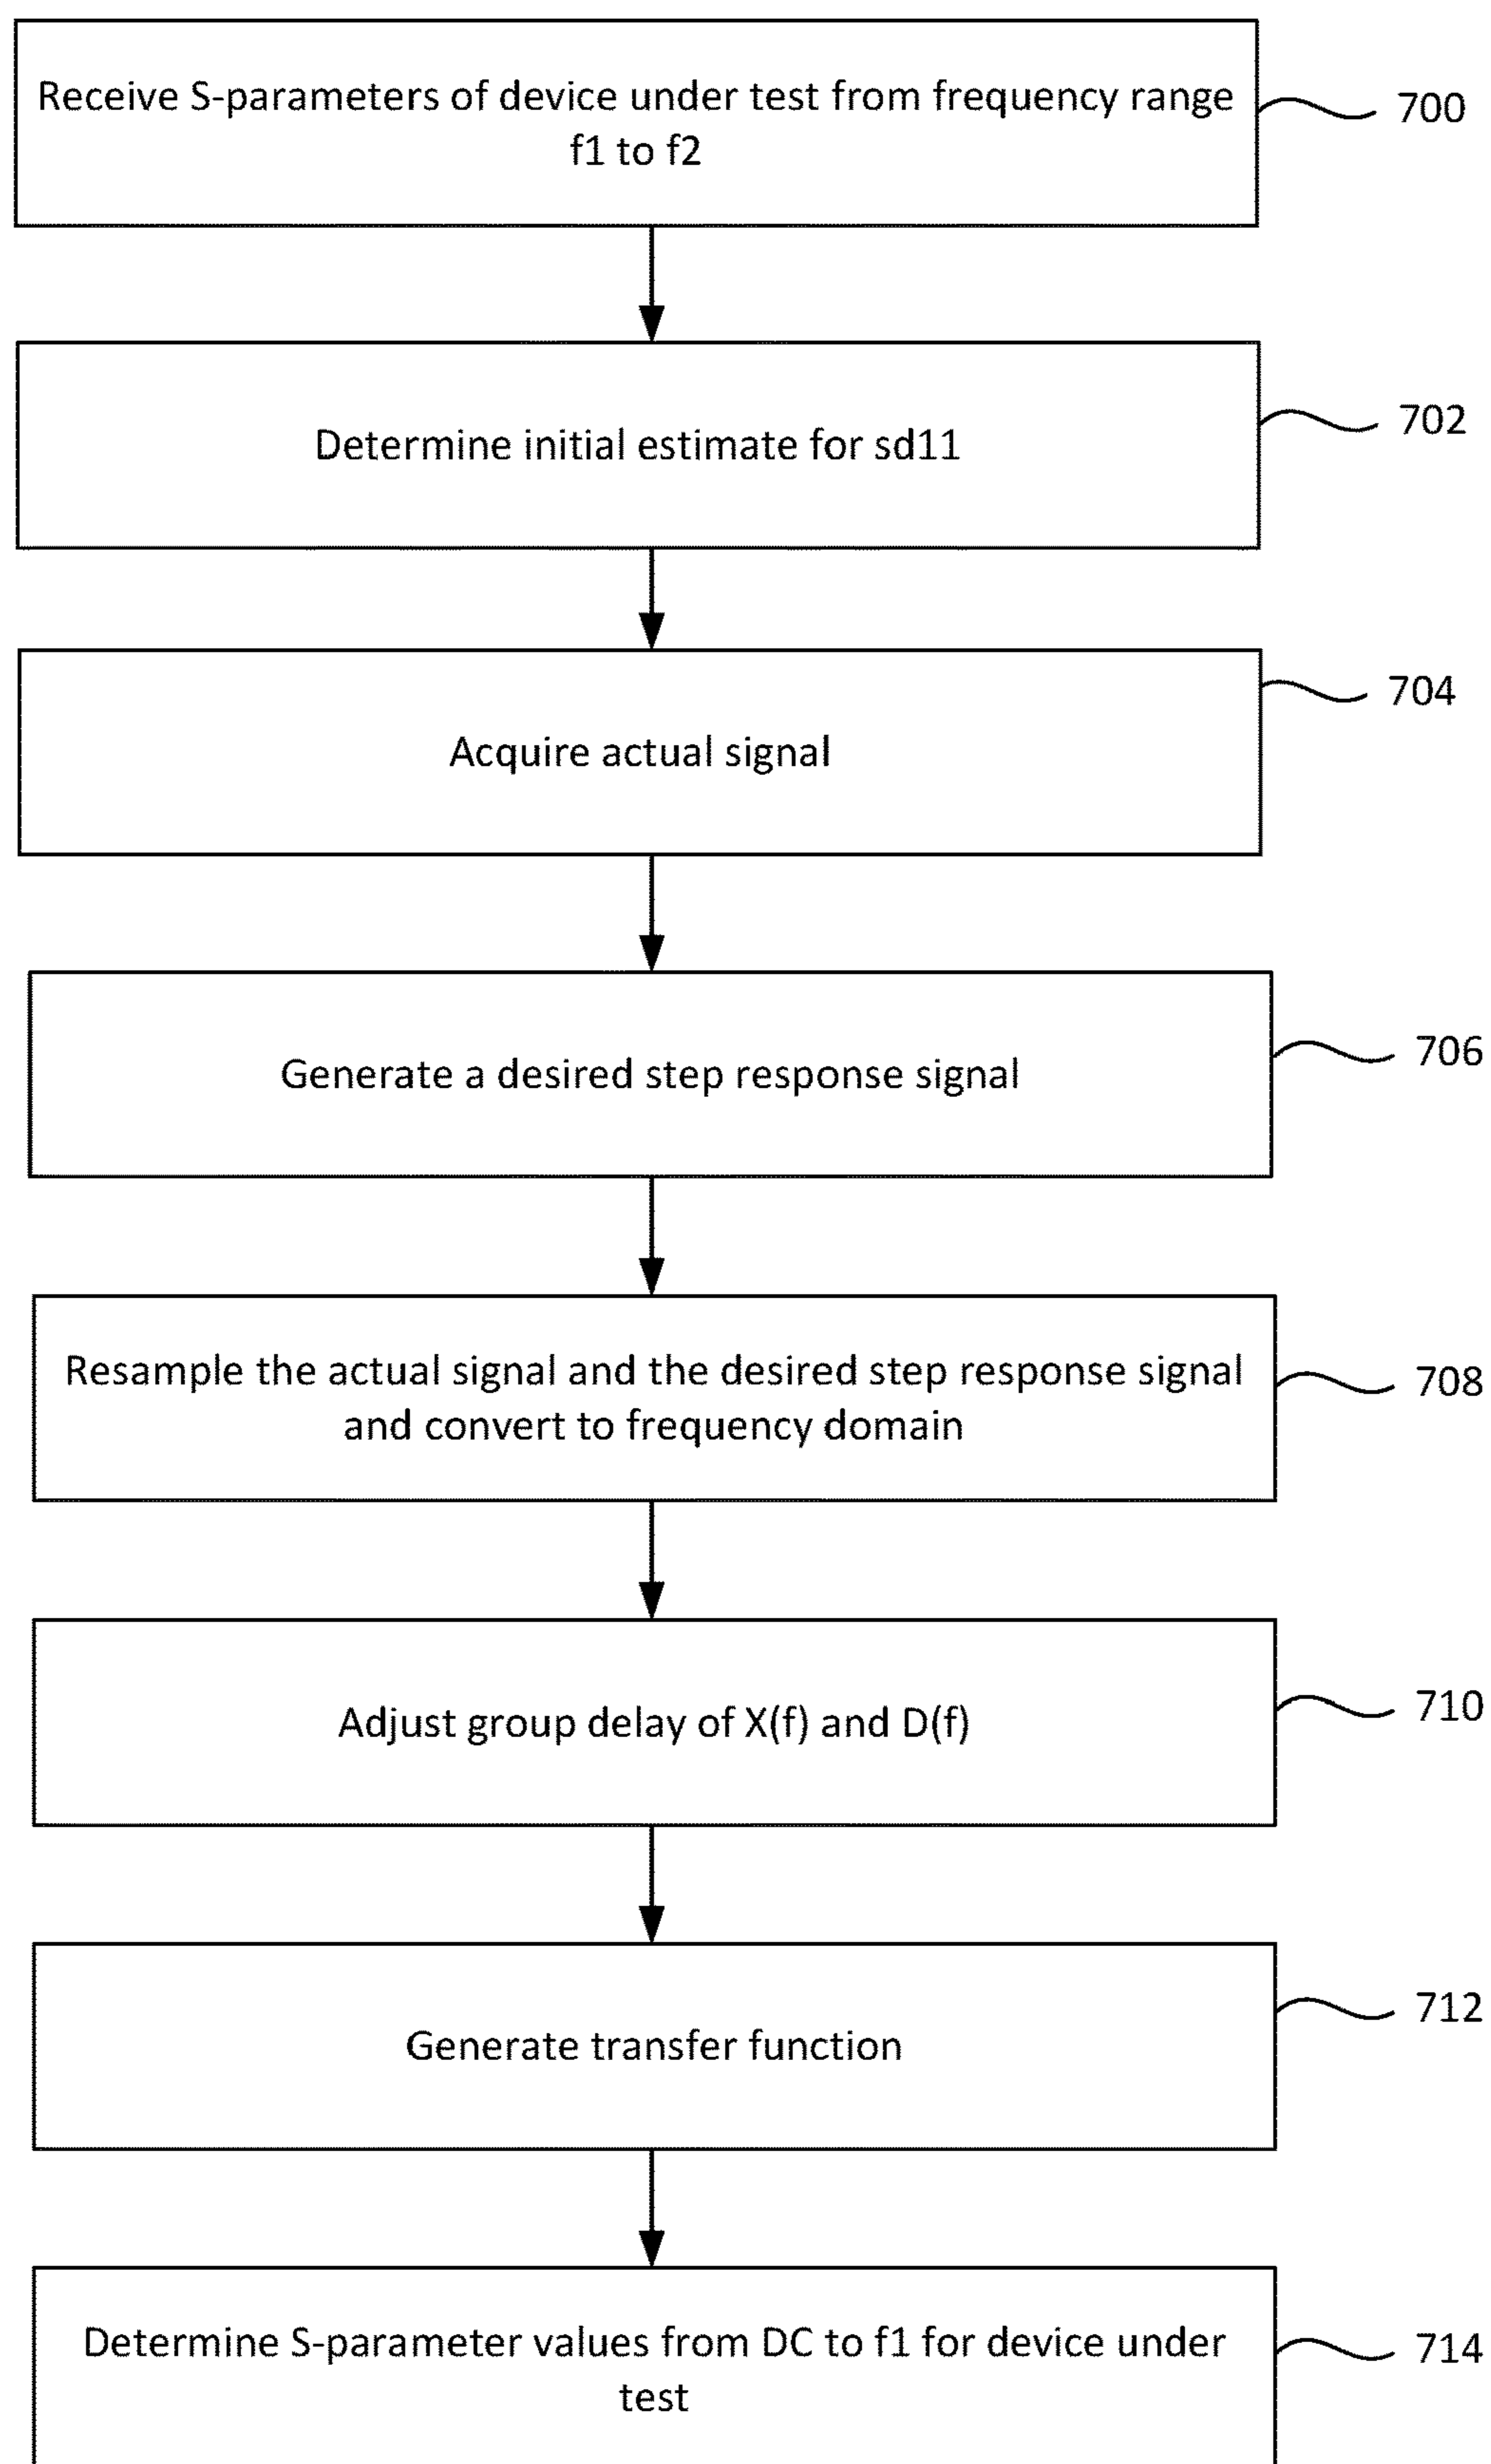 Receive S-parameters of device under test from frequency range
f1 to f2
700
Determine initial estimate for sd11
702
Acquire actual signal
704
Generate a desired step response signal
706
Resample the actual signal and the desired step response signal
and convert to frequency domain
708
Adjust group delay of X(f) and D(f)
710
Generate transfer function
712
Determine S-parameter values from DC to f1 for device under
test
714